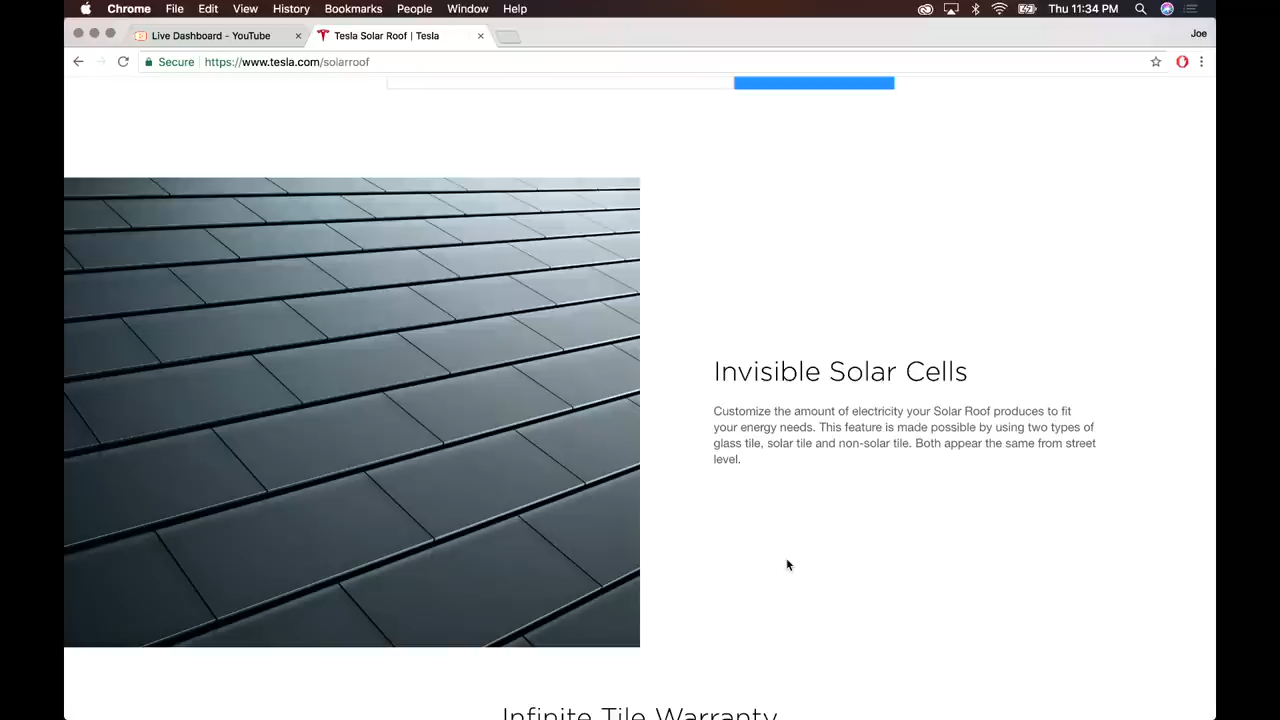 Chrome File Edit View History Bookmarks People Window Help Thu 11:34 PM
Live Dashboard - YouTube Tesla Solar Roof | Tesla Joe
Secure https://www.tesla.com/solarroof
Invisible Solar Cells
Customize the amount of electricity your Solar Roof produces to fit
your energy needs. This feature is made possible by using two types of
glass tile, solar tile and non-solar tile. Both appear the same from street
level.
Infinite Tile Warranty